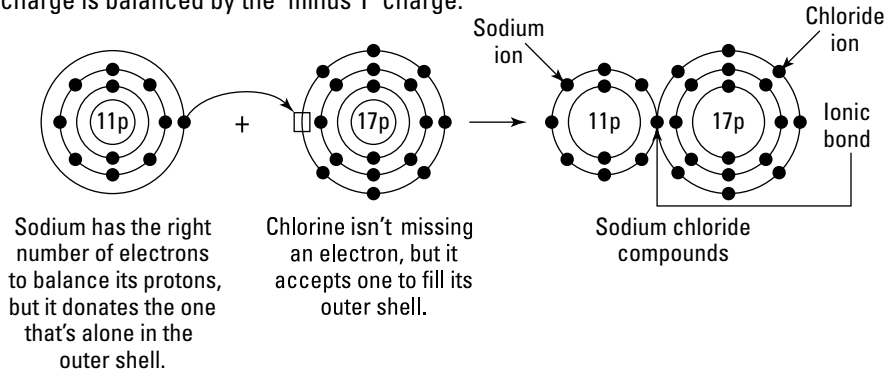 charge is balanced by the "minus 1" charge.
Sodium
ion
Chloride
ion
11p
+
17p
11p
17p
Ionic
bond
Sodium has the right
number of electrons
to balance its protons,
but it donates the one
that's alone in the
outer shell.
Chlorine isn't missing
an electron, but it
accepts one to fill its
outer shell.
Sodium chloride
compounds